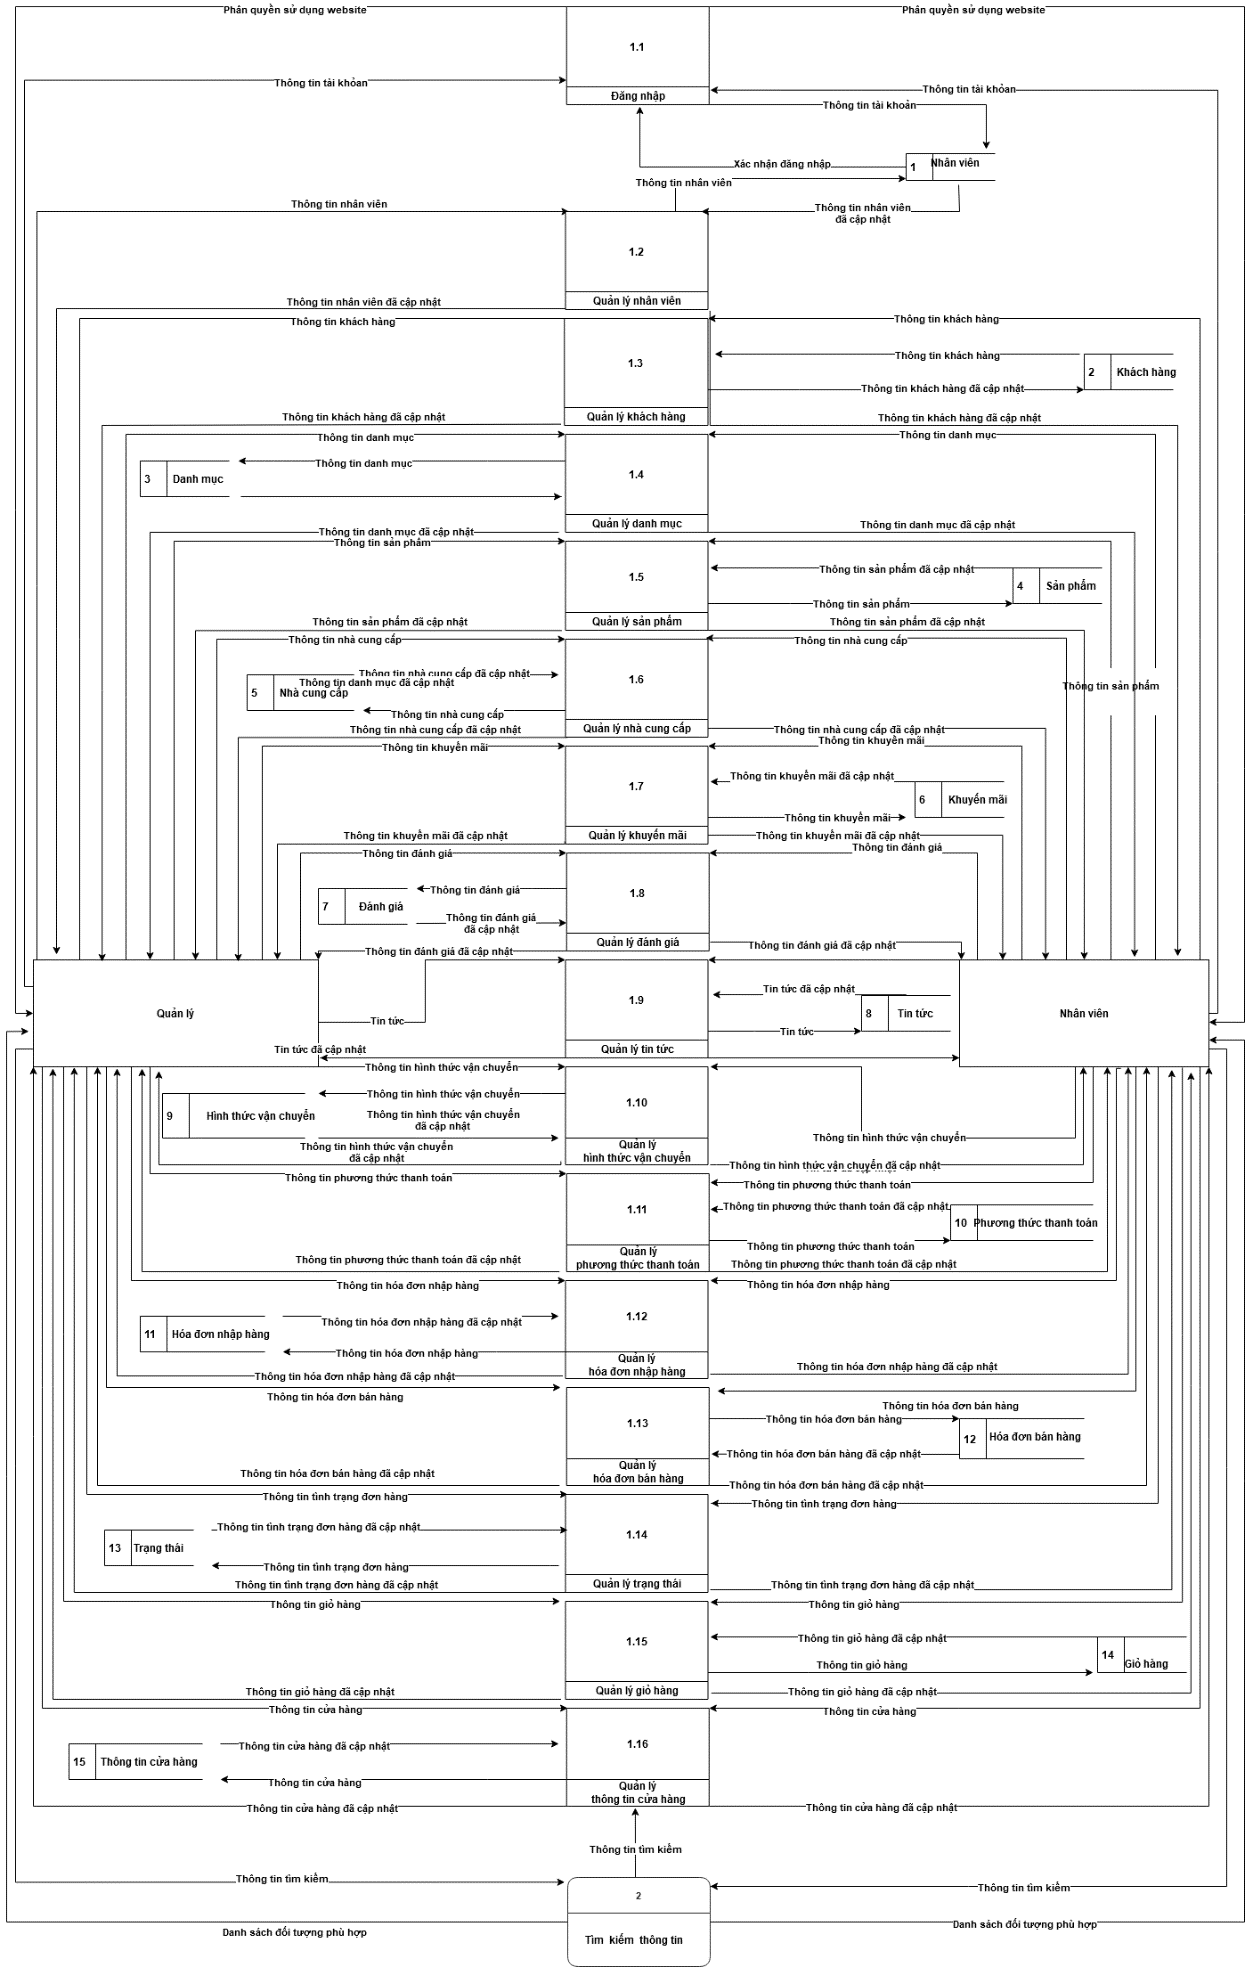 Phân quyền sử dụng website
Phân quyền sử dụng website
1.1
Thông tin tài khỏan
Thông tin tài khỏan
Đăng nhập
Thông tin tài khoản
Xác nhận đăng nhập
1
Nhân viên
Thông tin nhân viên
Thông tin nhân viên
Thông tin nhân viên
đã cập nhật
1.2
Quản lý nhân viên
Thông tin nhân viên đã cập nhật
Thông tin khách hàng
Thông tin khách hàng
1.3
Thông tin khách hàng
2
Khách hàng
Thông tin khách hàng đã cập nhật
Quản lý khách hàng
Thông tin khách hàng đã cập nhật
Thông tin khách hàng đã cập nhật
Thông tin danh mục
Thông tin danh mục
Thông tin danh mục
3
Danh mục
1.4
Quản lý danh mục
Thông tin danh mục đã cập nhật
Thông tin danh mục đã cập nhật
Thông tin sản phẩm
1.5
Thông tin sản phẩm đã cập nhật
4
Sản phẩm
Thông tin sản phẩm
Quản lý sản phẩm
Thông tin sản phẩm đã cập nhật
Thông tin sản phẩm đã cập nhật
Thông tin nhà cung cấp
Thông tin nhà cung cấp
Thông tin nhà cung cấp đã cập nhật
Thông tin danh mục đã cập nhật
1.6
Thông tin sản phẩm
5
Nhà cung cấp
Thông tin nhà cung cấp
Thông tin nhà cung cấp đã cập nhật
Quản lý nhà cung cấp
Thông tin nhà cung cấp đã cập nhật
Thông tin khuyến mãi
Thông tin khuyến mãi
1.7
Thông tin khuyến mãi đã cập nhật
6
Khuyến mãi
Thông tin khuyến mãi
Thông tin khuyến mãi đã cập nhật
Quản lý khuyến mãi
Thông tin khuyến mãi đã cập nhật
Thông tin đánh giá
Thông tin đánh giá
Thông tin đánh giá
1.8
7
Đánh giá
Thông tin đánh giá
đã cập nhật
Quản lý đánh giá
Thông tin đánh giá đã cập nhật
Thông tin đánh giá đã cập nhật
Quản lý
Tin tức
1.9
Tin tức đã cập nhật
8
Tin tức
Tin tức
Nhân viên
Tin tức đã cập nhật
Quản lý tin tức
Thông tin hình thức vận chuyển
Thông tin hình thức vận chuyển
1.10
9
Hình thức vận chuyển
Thông tin hình thức vận chuyển
đã cập nhật
Thông tin hình thức vận chuyển
Thông tin hình thức vận chuyển
đã cập nhật
Quản lý
hình thức vận chuyển
Thông tin hình thức vận chuyển đã cập nhật
Thông tin phương thức thanh toán
Thông tin phương thức thanh toán
1.11
Thông tin phương thức thanh toán đã cập nhật
10
Phương thức thanh toán
Thông tin phương thức thanh toán
Quản lý
phương thức thanh toán
Thông tin phương thức thanh toán đã cập nhật
Thông tin phương thức thanh toán đã cập nhật
Thông tin hóa đơn nhập hàng
Thông tin hóa đơn nhập hàng
1.12
Thông tin hóa đơn nhập hàng đã cập nhật
11
Hóa đơn nhập hàng
Thông tin hóa đơn nhập hàng
Quản lý
hóa đơn nhập hàng
Thông tin hóa đơn nhập hàng đã cập nhật
Thông tin hóa đơn nhập hàng đã cập nhật
Thông tin hóa đơn bán hàng
Thông tin hóa đơn bán hàng
1.13
Thông tin hóa đơn bán hàng
12
Hóa đơn bán hàng
Thông tin hóa đơn bán hàng đã cập nhật
Quản lý
hóa đơn bán hàng
Thông tin hóa đơn bán hàng đã cập nhật
Thông tin hóa đơn bán hàng đã cập nhật
Thông tin tình trạng đơn hàng
Thông tin tình trạng đơn hàng
Thông tin tình trạng đơn hàng đã cập nhật
1.14
13
Trạng thái
Thông tin tình trạng đơn hàng
Thông tin tình trạng đơn hàng đã cập nhật
Quản lý trạng thái
Thông tin tình trạng đơn hàng đã cập nhật
Thông tin giỏ hàng
Thông tin giỏ hàng
1.15
Thông tin giỏ hàng đã cập nhật
14
Giỏ hàng
Thông tin giỏ hàng
Thông tin giỏ hàng đã cập nhật
Quản lý giỏ hàng
Thông tin giỏ hàng đã cập nhật
Thông tin cửa hàng
Thông tin cửa hàng
1.16
Thông tin cửa hàng đã cập nhật
15
Thông tin cửa hàng
Thông tin cửa hàng
Quản lý
thông tin cửa hàng
Thông tin cửa hàng đã cập nhật
Thông tin cửa hàng đã cập nhật
Thông tin tìm kiếm
Thông tin tìm kiếm
Thông tin tìm kiếm
2
Tìm kiếm thông tin
Danh sách đối tượng phù hợp
Danh sách đối tượng phù hợp